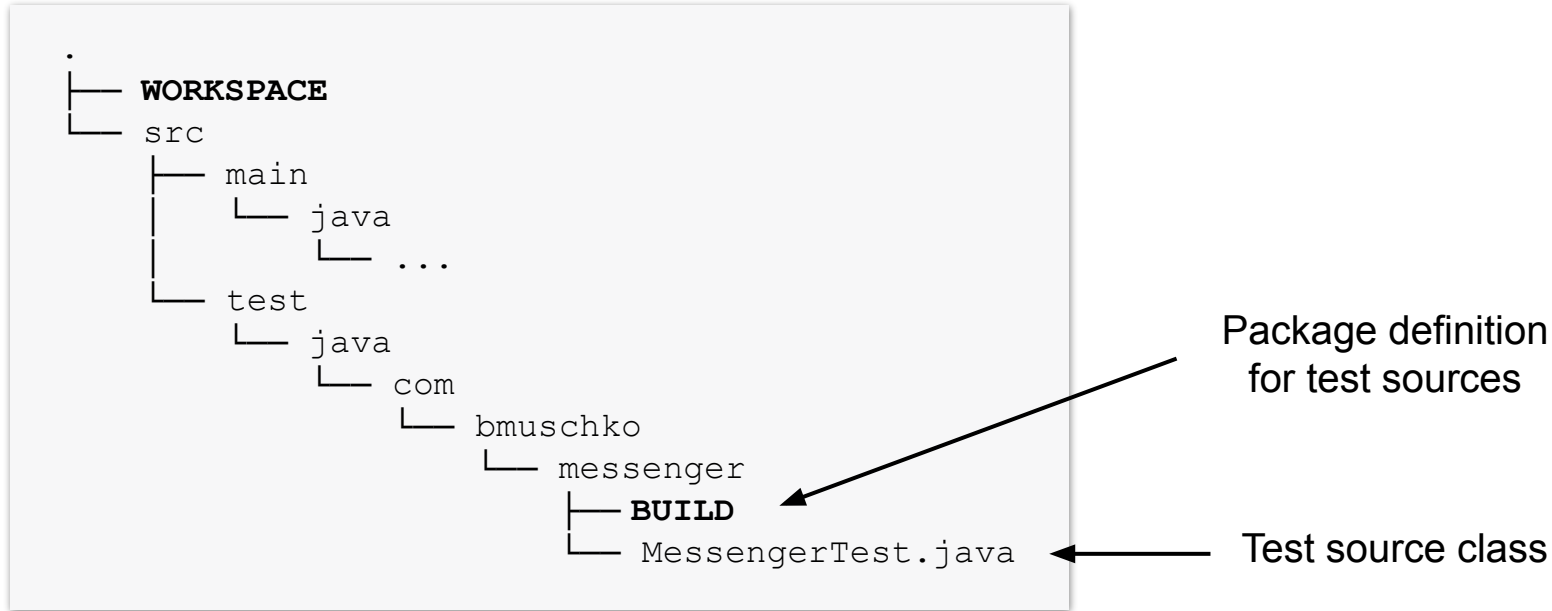 .
├── WORKSPACE
└── src
    ├── main
    │   └── java
    │       └── ...
    └── test
        └── java
            └── com
                └── bmuschko
                    └── messenger
                        ├── BUILD
                        └── MessengerTest.java
Package definition
for test sources
Test source class